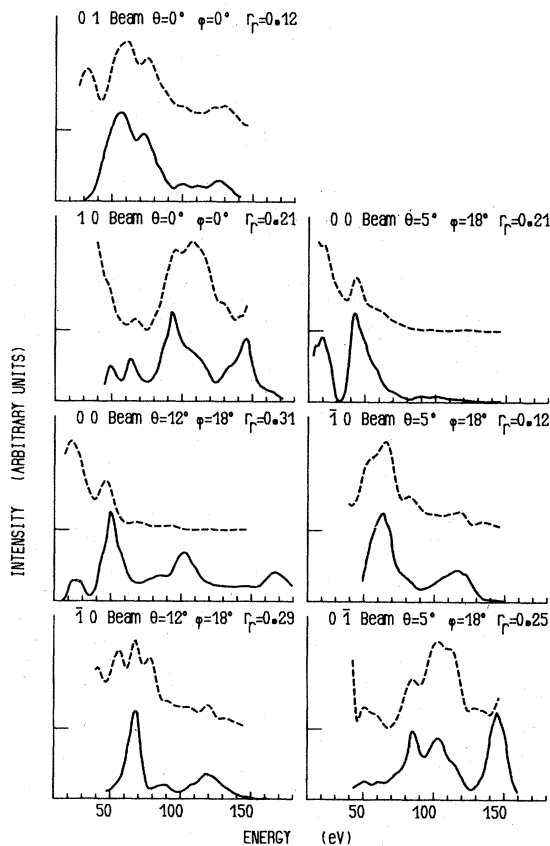 0 1 Beam θ=0° φ=0° r_r=0.12
1 0 Beam θ=0° φ=0° r_r=0.21
0 0 Beam θ=5° φ=18° r_r=0.21
0 0 Beam θ=12° φ=18° r_r=0.31
1̄ 0 Beam θ=5° φ=18° r_r=0.12
1̄ 0 Beam θ=12° φ=18° r_r=0.29
0 1̄ Beam θ=5° φ=18° r_r=0.25
INTENSITY (ARBITRARY UNITS)
50 100 150
50 100 150
ENERGY (eV)